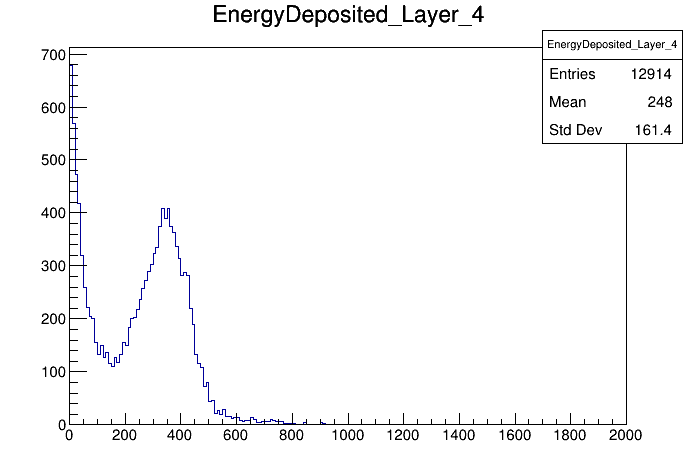 EnergyDeposited_Layer_4
EnergyDeposited_Layer_4
Entries 12914
Mean 248
Std Dev 161.4
700
600
500
400
300
200
100
0
0 200 400 600 800 1000 1200 1400 1600 1800 2000